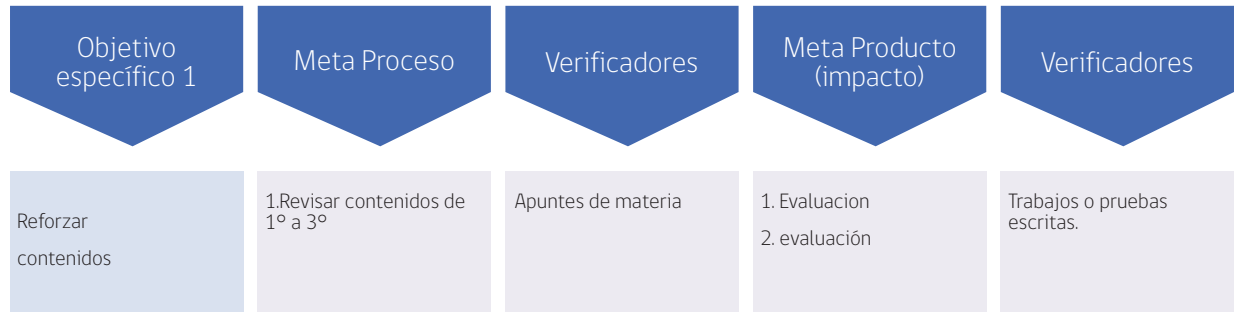 Objetivo
específico 1
Meta Proceso
Verificadores
Meta Producto
(impacto)
Verificadores
Reforzar
contenidos
1.Revisar contenidos de
1° a 3°
Apuntes de materia
1. Evaluacion
2. evaluación
Trabajos o pruebas
escritas.